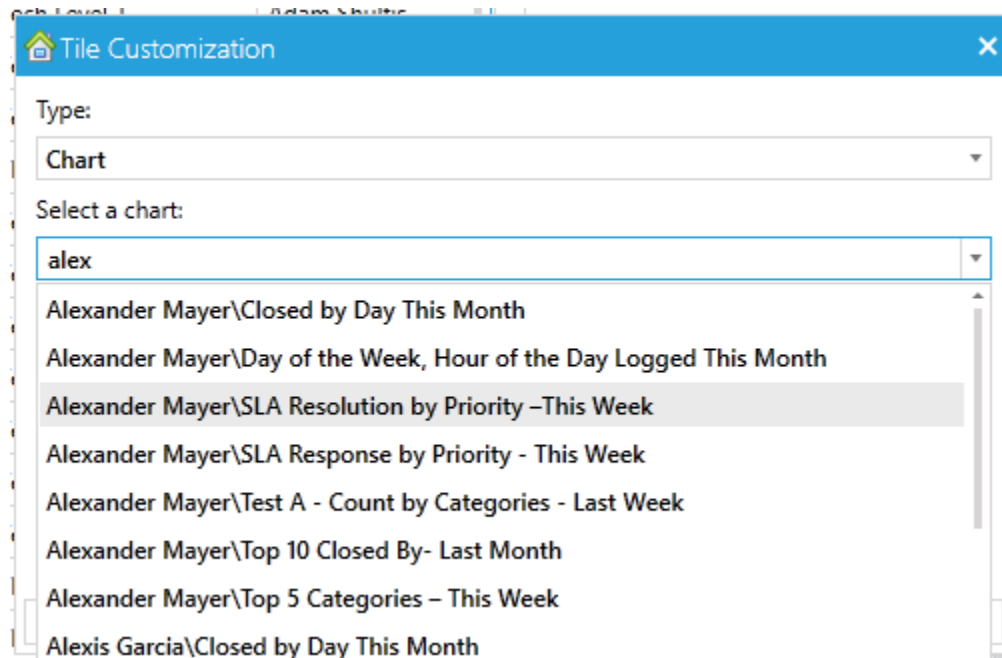 Adam Shultis
Tile Customization
Type:
Chart
Select a chart:
alex
Alexander Mayer\Closed by Day This Month
Alexander Mayer\Day of the Week, Hour of the Day Logged This Month
Alexander Mayer\SLA Resolution by Priority –This Week
Alexander Mayer\SLA Response by Priority - This Week
Alexander Mayer\Test A - Count by Categories - Last Week
Alexander Mayer\Top 10 Closed By- Last Month
Alexander Mayer\Top 5 Categories – This Week
Alexis Garcia\Closed by Day This Month